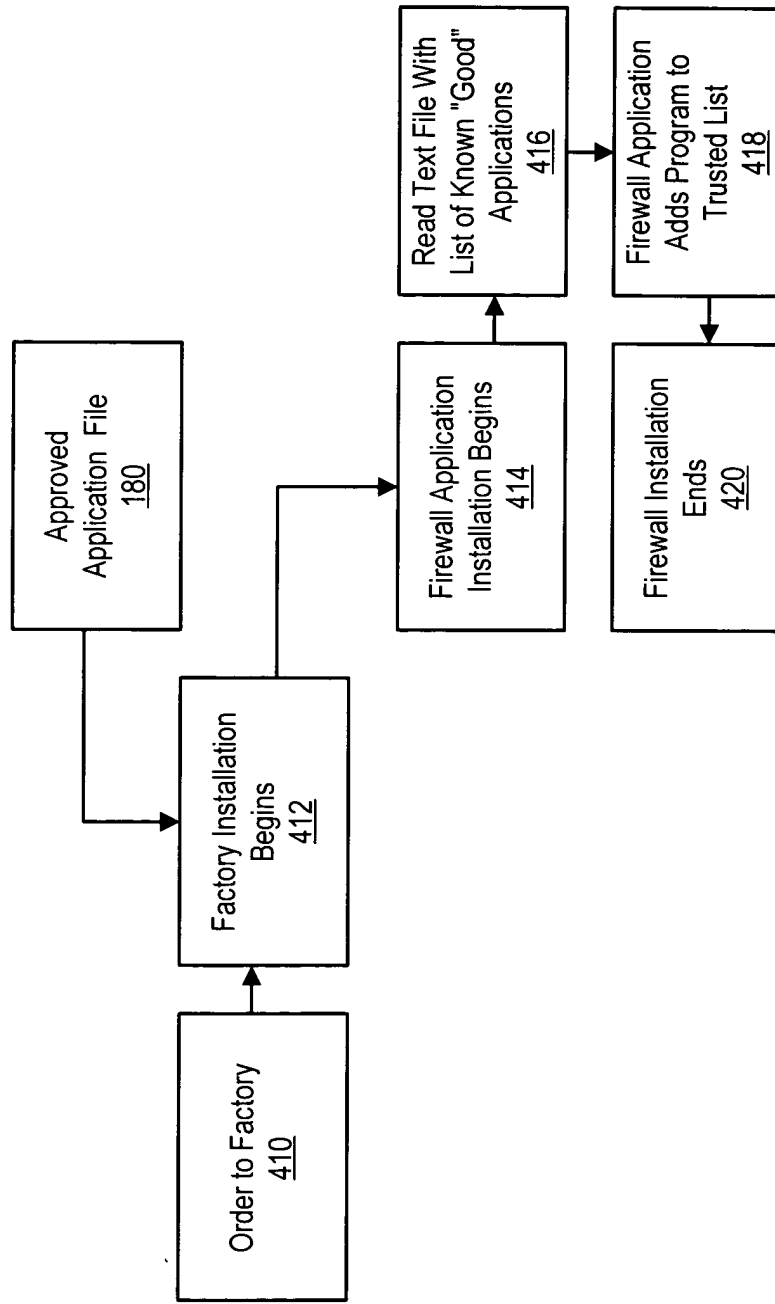 Approved
Application File
180
Order to Factory
410
Factory Installation
Begins
412
Firewall Application
Installation Begins
414
Read Text File With
List of Known "Good"
Applications
416
Firewall Application
Adds Program to
Trusted List
418
Firewall Installation
Ends
420